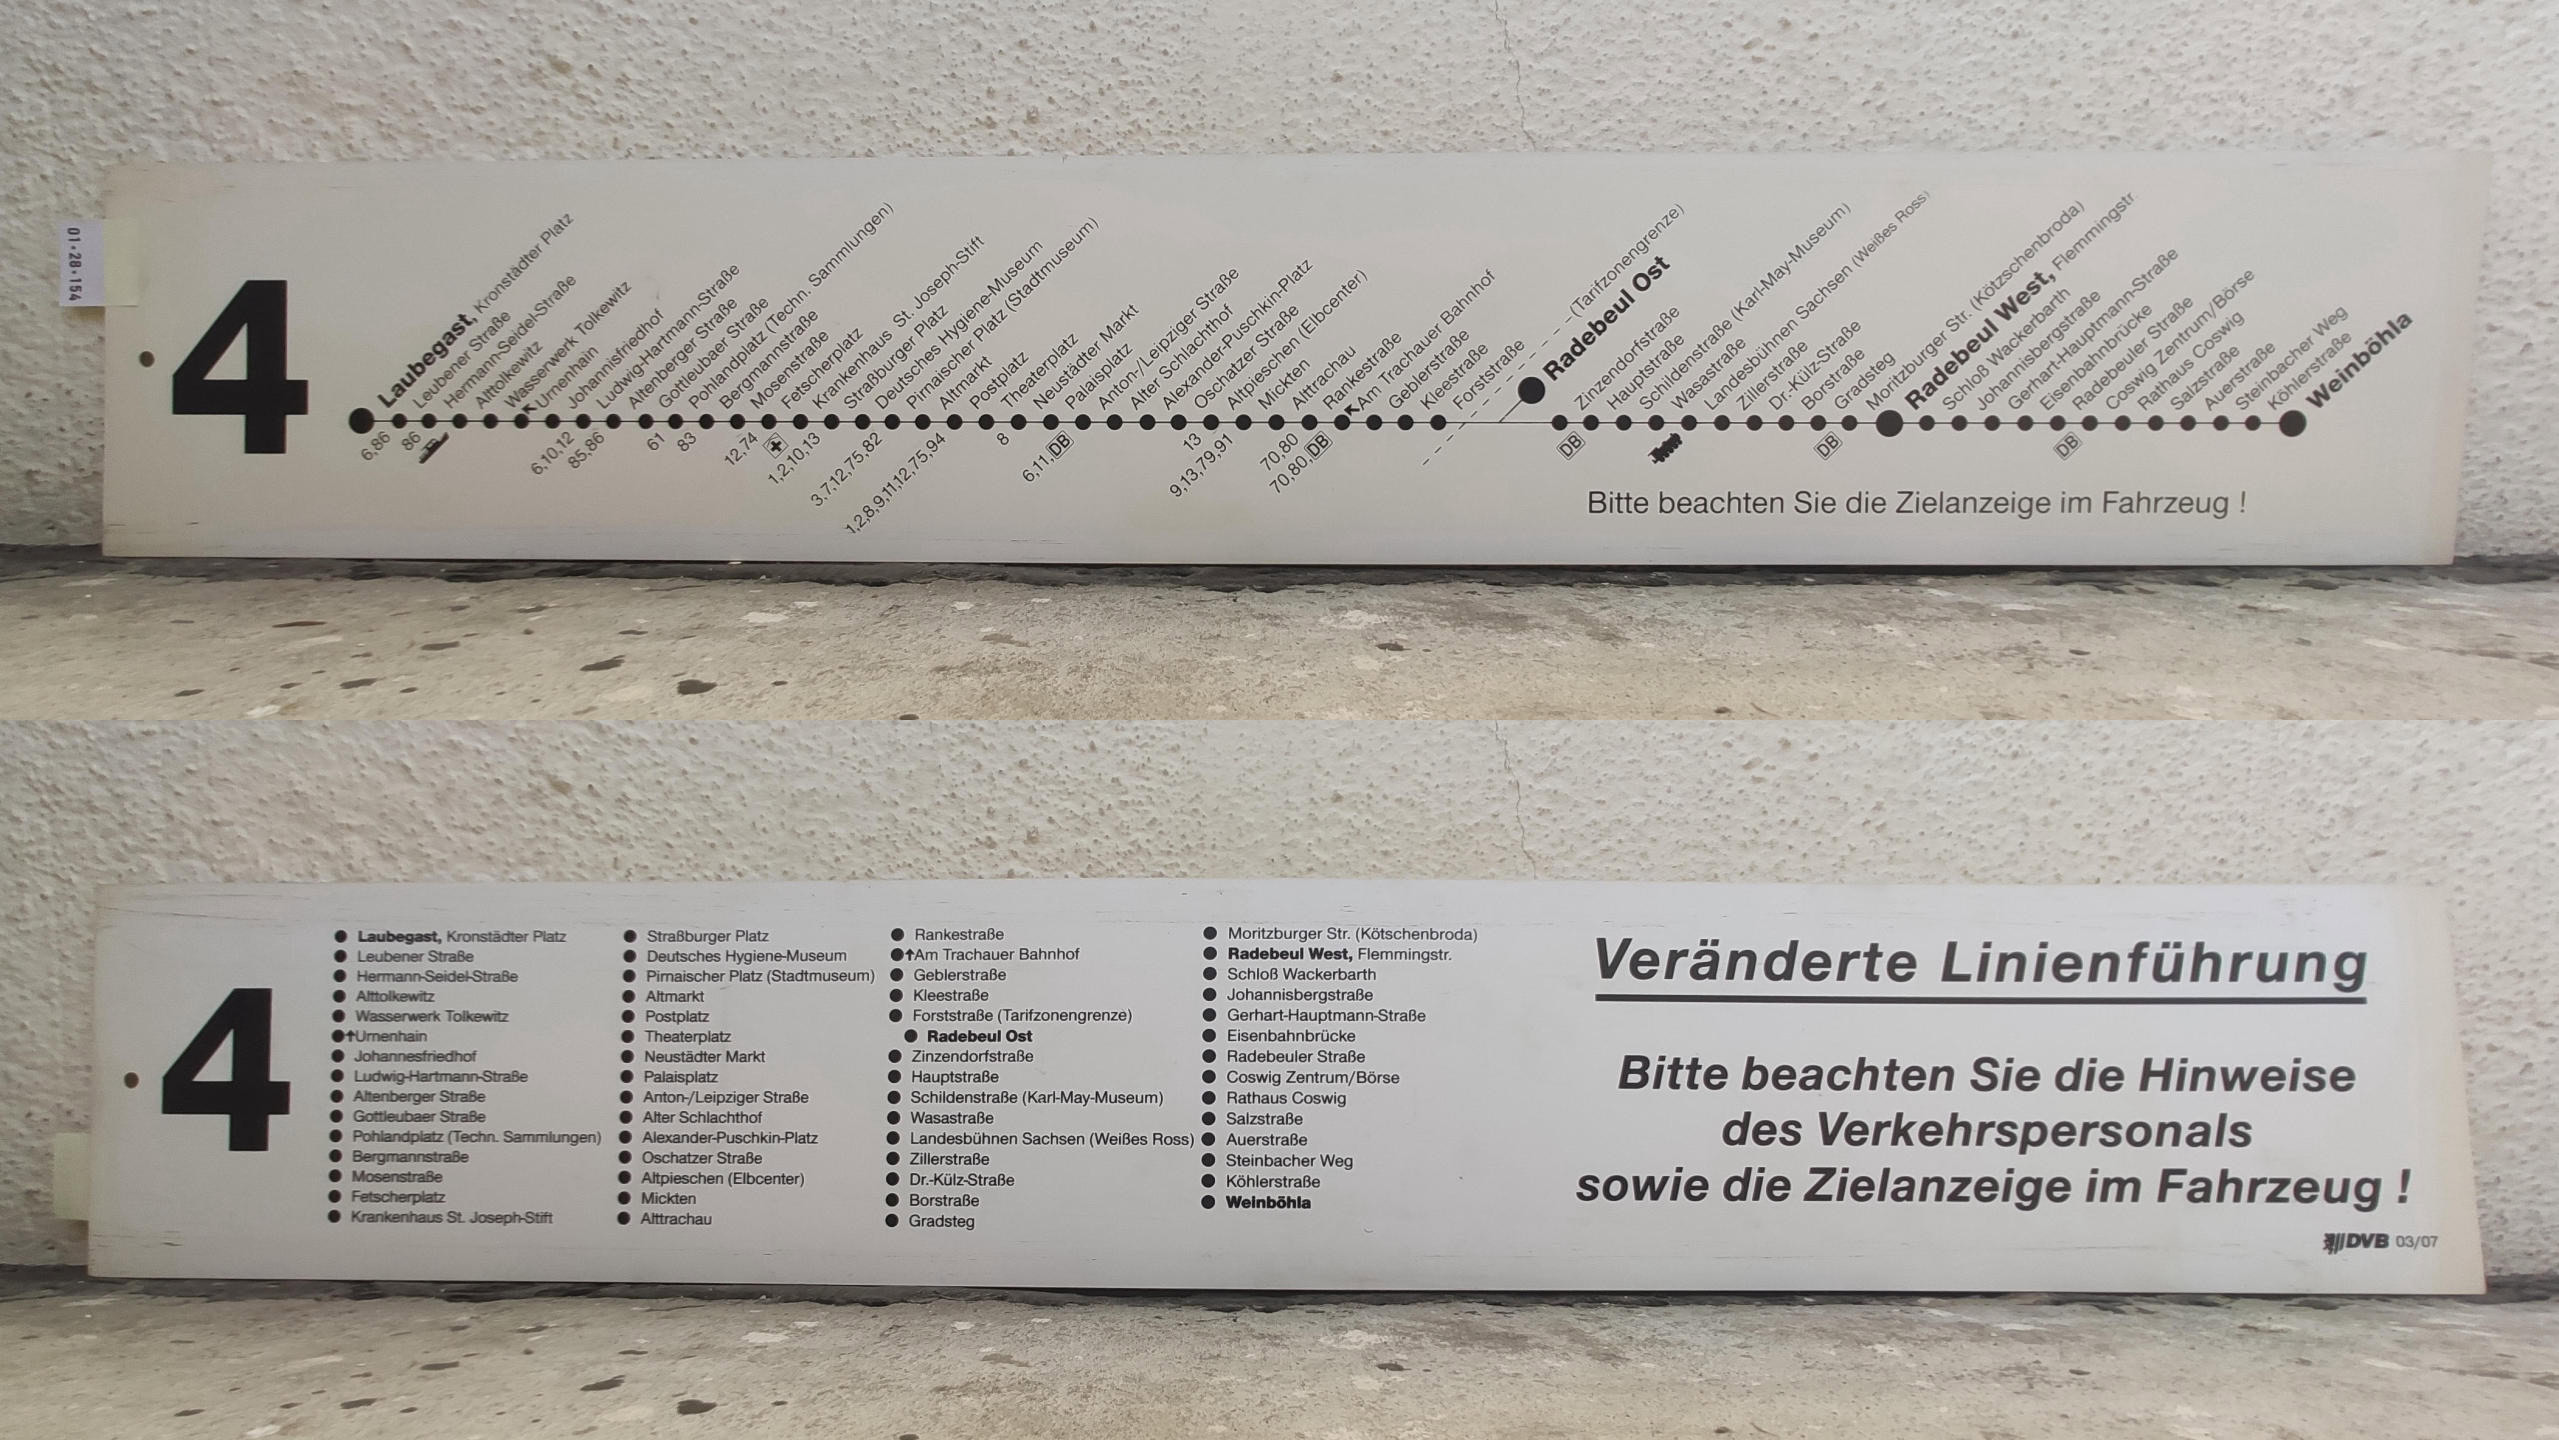 01·28·154
4
Laubegast, Kronstädter Platz
Leubener Straße
Hermann-Seidel-Straße
Alttolkewitz
Wasserwerk Tolkewitz
Urnenhain
Johannisfriedhof
Ludwig-Hartmann-Straße
Altenberger Straße
Gottleubaer Straße
Pohlandplatz (Techn. Sammlungen)
Bergmannstraße
Mosenstraße
Fetscherplatz
Krankenhaus St. Joseph-Stift
Straßburger Platz
Deutsches Hygiene-Museum
Pirnaischer Platz (Stadtmuseum)
Altmarkt
Postplatz
Theaterplatz
Neustädter Markt
Palaisplatz
Anton-/Leipziger Straße
Alter Schlachthof
Alexander-Puschkin-Platz
Oschatzer Straße
Altpieschen (Elbcenter)
Mickten
Alttrachau
Rankestraße
Am Trachauer Bahnhof
Geblerstraße
Kleestraße
Forststraße
(Tarifzonengrenze)
Radebeul Ost
Zinzendorfstraße
Hauptstraße
Schildenstraße (Karl-May-Museum)
Wasastraße
Landesbühnen Sachsen (Weißes Ross)
Zillerstraße
Dr.-Külz-Straße
Borstraße
Gradsteg
Moritzburger Str. (Kötzschenbroda)
Radebeul West, Flemmingstr.
Schloß Wackerbarth
Johannisbergstraße
Gerhart-Hauptmann-Straße
Eisenbahnbrücke
Radebeuler Straße
Coswig Zentrum/Börse
Rathaus Coswig
Salzstraße
Auerstraße
Steinbacher Weg
Köhlerstraße
Weinböhla
6,86
86
6,10,12
85,86
61
83
12,74
1,2,10,13
3,7,12,75,82
1,2,8,9,11,12,75,94
8
6,11,DB
13
9,13,79,91
70,80
70,80,DB
DB
DB
DB
Bitte beachten Sie die Zielanzeige im Fahrzeug !
4
Laubegast, Kronstädter Platz
Leubener Straße
Hermann-Seidel-Straße
Alttolkewitz
Wasserwerk Tolkewitz
↑Urnenhain
Johannesfriedhof
Ludwig-Hartmann-Straße
Altenberger Straße
Gottleubaer Straße
Pohlandplatz (Techn. Sammlungen)
Bergmannstraße
Mosenstraße
Fetscherplatz
Krankenhaus St. Joseph-Stift
Straßburger Platz
Deutsches Hygiene-Museum
Pirnaischer Platz (Stadtmuseum)
Altmarkt
Postplatz
Theaterplatz
Neustädter Markt
Palaisplatz
Anton-/Leipziger Straße
Alter Schlachthof
Alexander-Puschkin-Platz
Oschatzer Straße
Altpieschen (Elbcenter)
Mickten
Alttrachau
Rankestraße
↑Am Trachauer Bahnhof
Geblerstraße
Kleestraße
Forststraße (Tarifzonengrenze)
Radebeul Ost
Zinzendorfstraße
Hauptstraße
Schildenstraße (Karl-May-Museum)
Wasastraße
Landesbühnen Sachsen (Weißes Ross)
Zillerstraße
Dr.-Külz-Straße
Borstraße
Gradsteg
Moritzburger Str. (Kötschenbroda)
Radebeul West, Flemmingstr.
Schloß Wackerbarth
Johannisbergstraße
Gerhart-Hauptmann-Straße
Eisenbahnbrücke
Radebeuler Straße
Coswig Zentrum/Börse
Rathaus Coswig
Salzstraße
Auerstraße
Steinbacher Weg
Köhlerstraße
Weinböhla
Veränderte Linienführung
Bitte beachten Sie die Hinweise
des Verkehrspersonals
sowie die Zielanzeige im Fahrzeug !
DVB 03/07